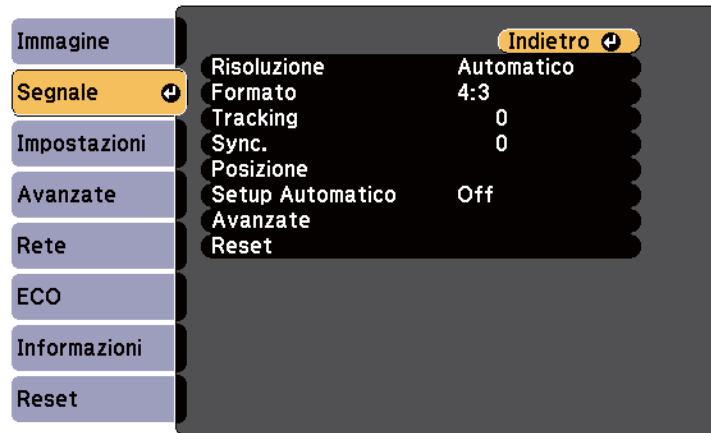 Immagine
Segnale
Impostazioni
Avanzate
Rete
ECO
Informazioni
Reset
Indietro
Risoluzione Automatico
Formato 4:3
Tracking 0
Sync. 0
Posizione
Setup Automatico Off
Avanzate
Reset